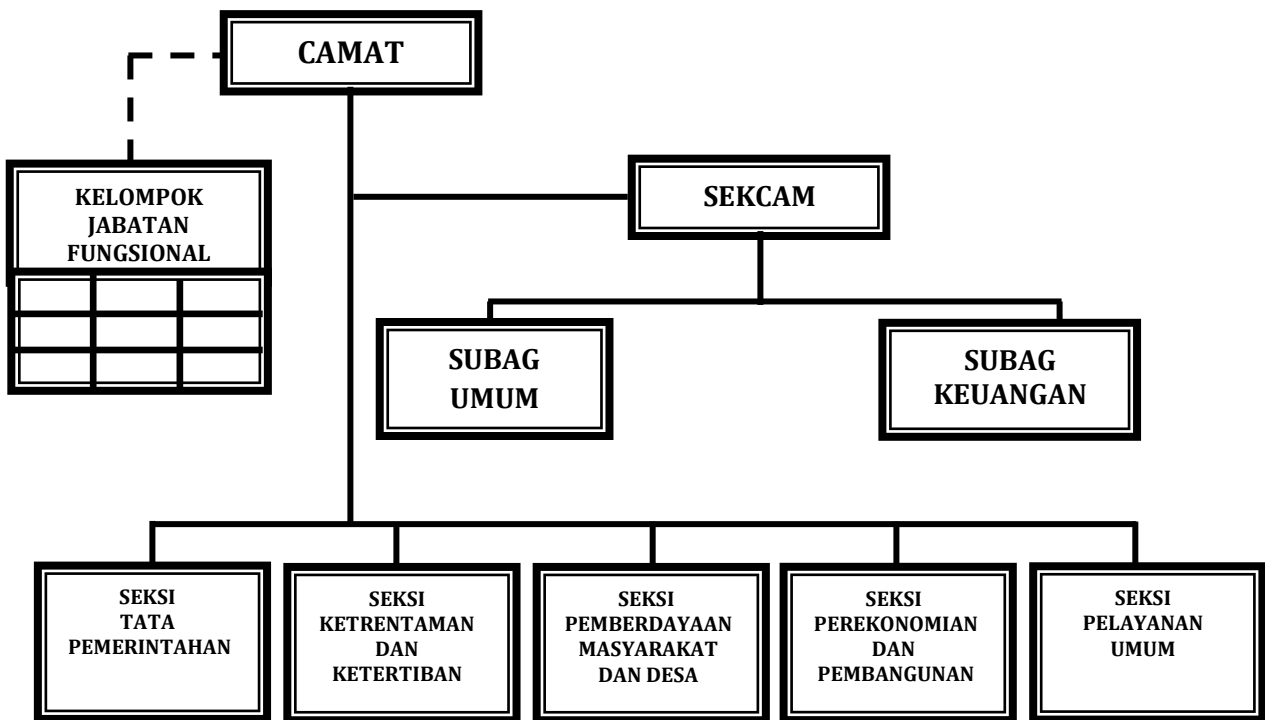 CAMAT
KELOMPOK
JABATAN
FUNGSIONAL
SEKCAM
SUBAG
UMUM
SUBAG
KEUANGAN
SEKSI
TATA
PEMERINTAHAN
SEKSI
KETRENTAMAN
DAN
KETERTIBAN
SEKSI
PEMBERDAYAAN
MASYARAKAT
DAN DESA
SEKSI
PEREKONOMIAN
DAN
PEMBANGUNAN
SEKSI
PELAYANAN
UMUM